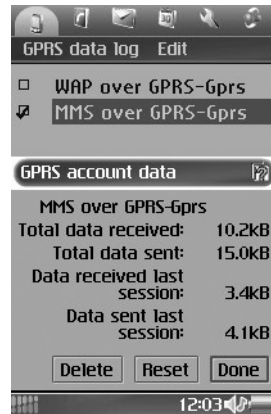 GPRS data log Edit
WAP over GPRS-Gprs
MMS over GPRS-Gprs
GPRS account data
MMS over GPRS-Gprs
Total data received: 10.2kB
Total data sent: 15.0kB
Data received last
session: 3.4kB
Data sent last
session: 4.1kB
Delete Reset Done
12:03